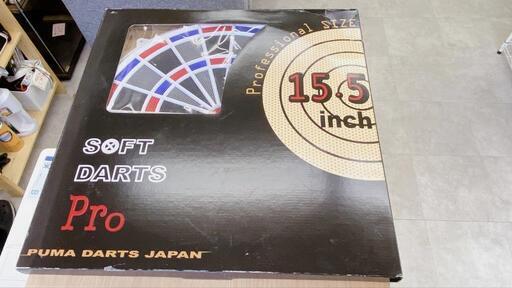 Professional SIZE
15.5
inch
SOFT
DARTS
Pro
PUMA DARTS JAPAN